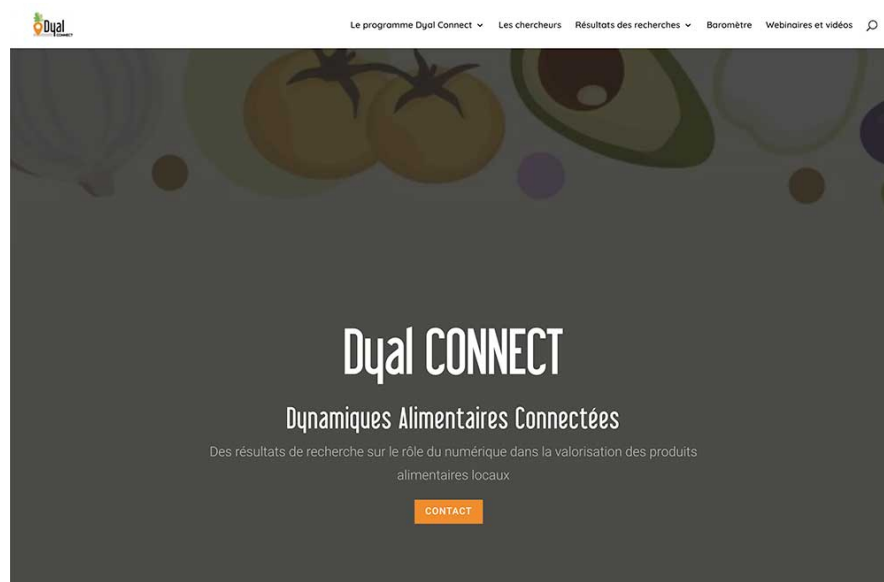 Dyal
CONNECT
Le programme Dyal Connect
Les chercheurs
Résultats des recherches
Baromètre
Webinaires et vidéos
Dyal CONNECT
Dynamiques Alimentaires Connectées
Des résultats de recherche sur le rôle du numérique dans la valorisation des produits
alimentaires locaux
CONTACT